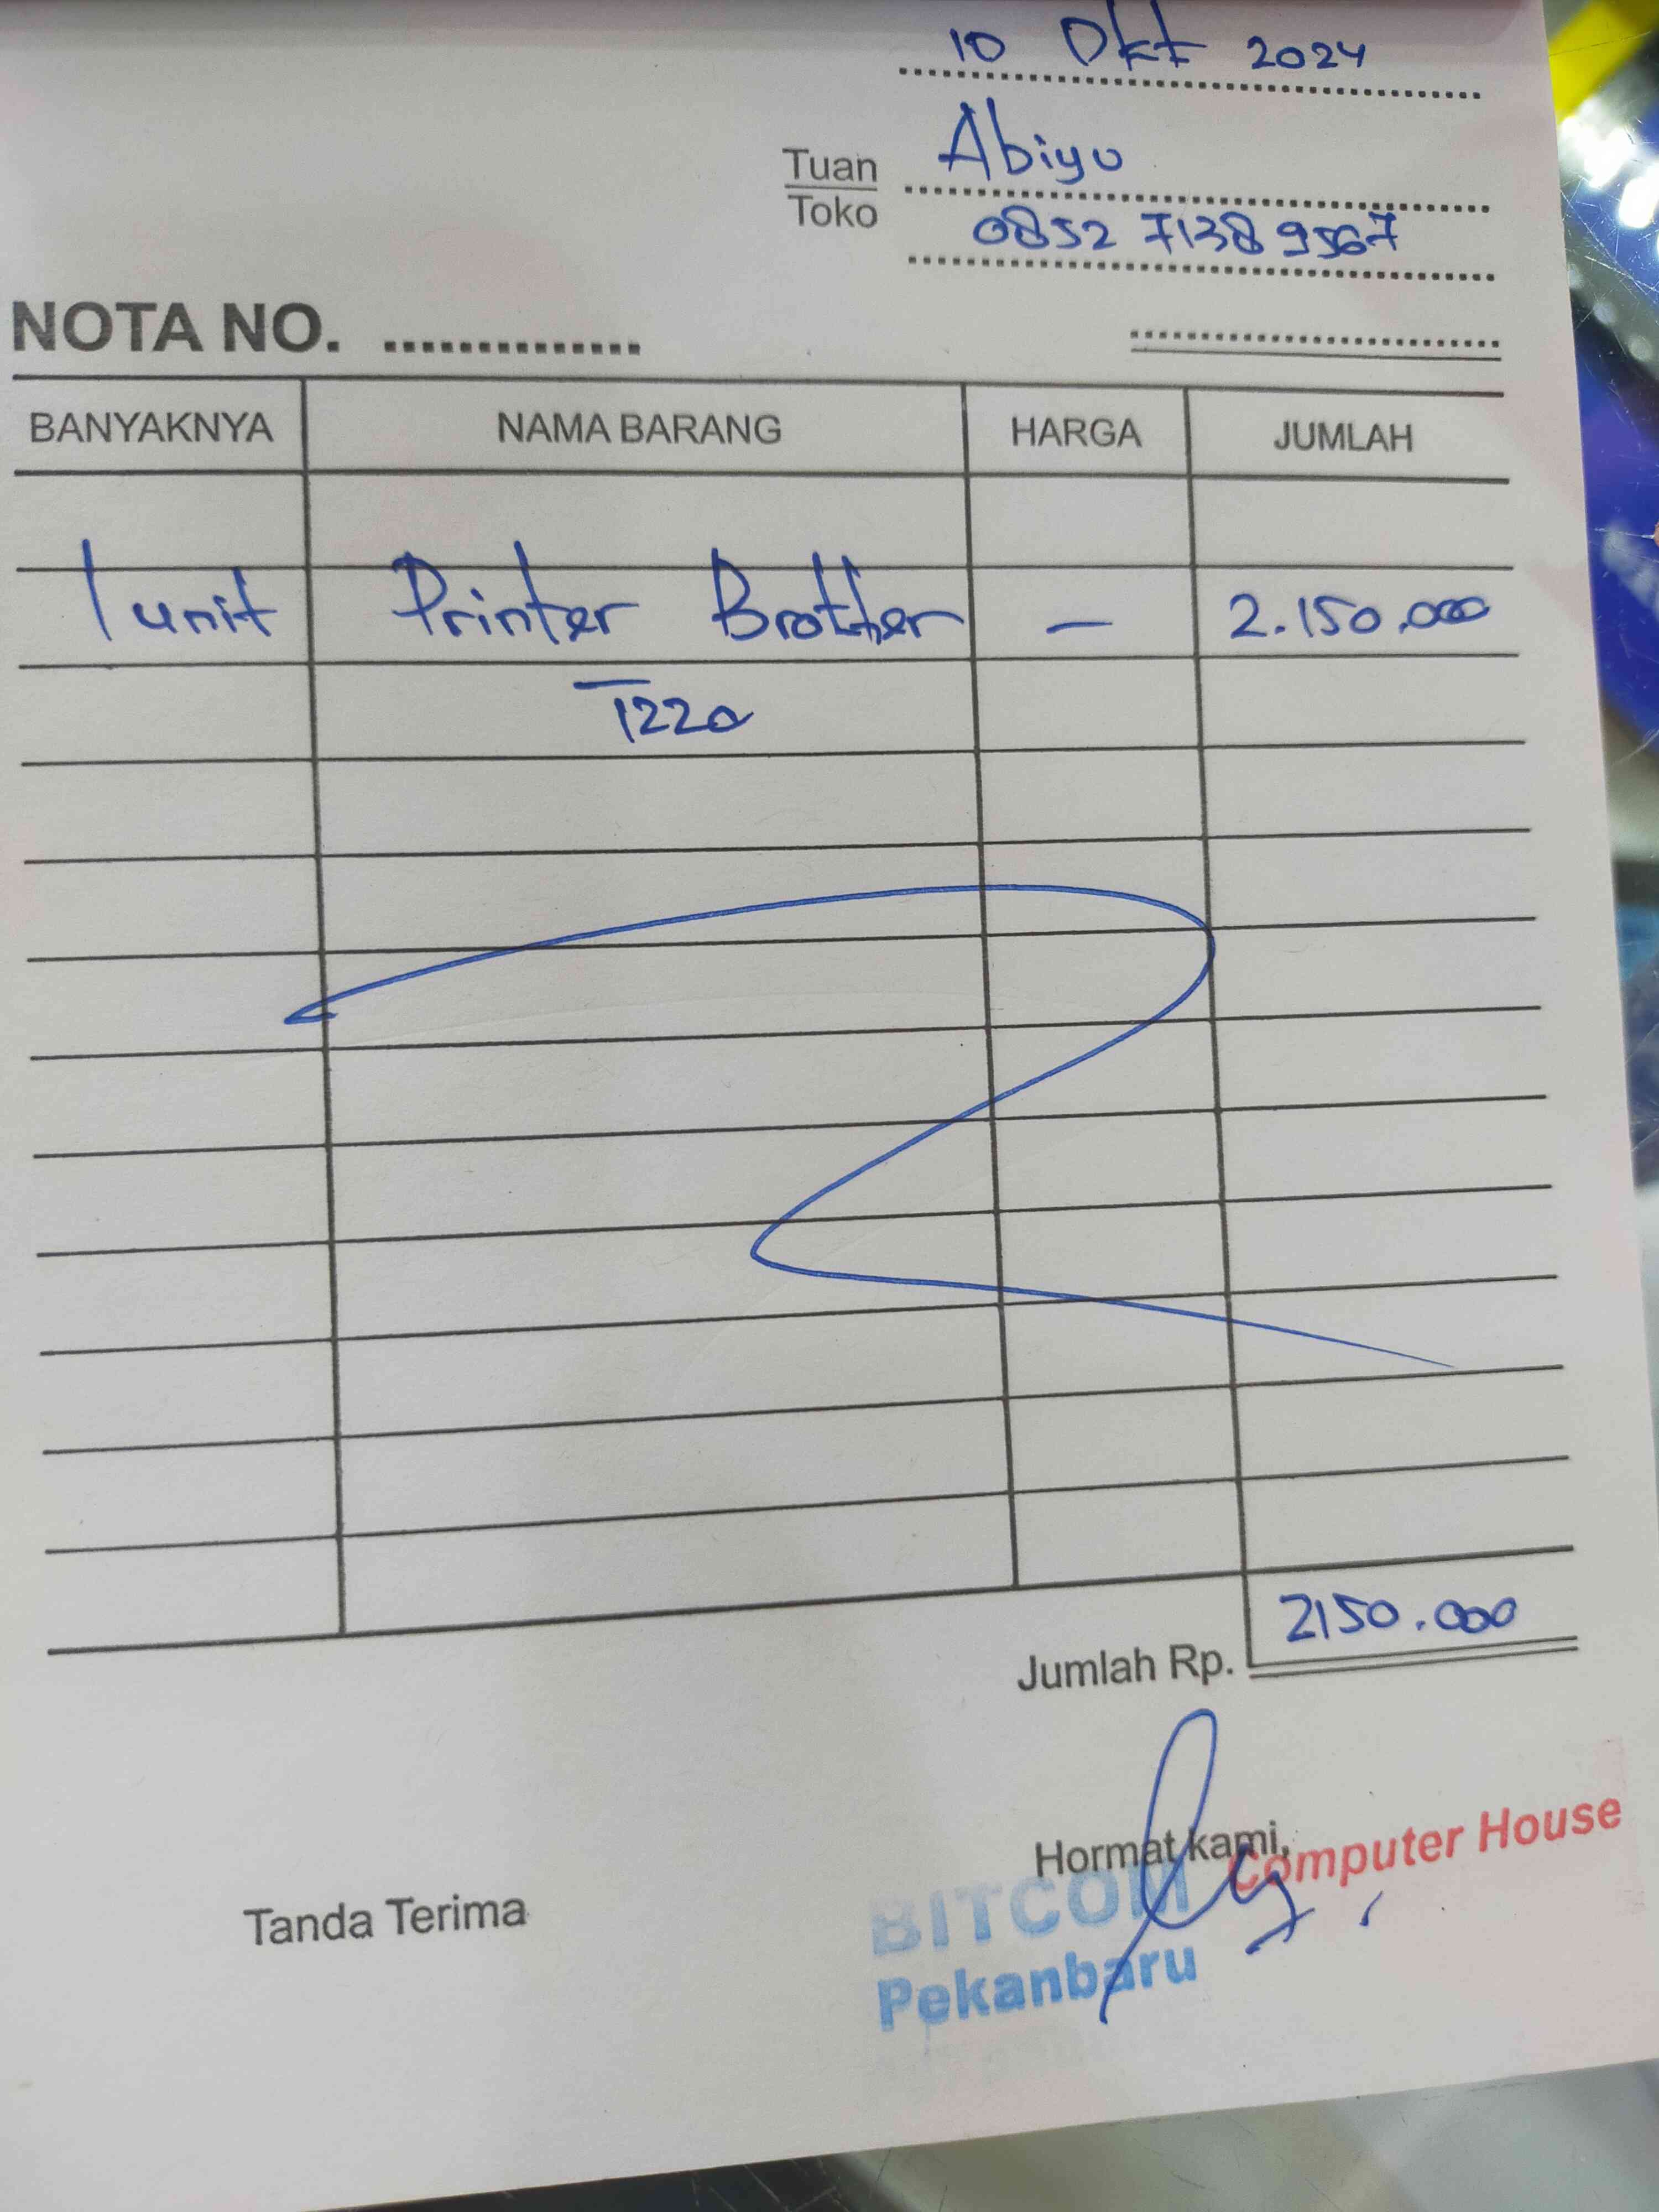 10 Okt 2024
Tuan Abiyu
Toko 0852 7138 9567
NOTA NO. ..............
BANYAKNYA NAMA BARANG HARGA JUMLAH
1 unit Printer Brother - 2.150.000
T220
Jumlah Rp. 2150.000
Hormat kami,
Computer House
BITCOM
Tanda Terima
Pekanbaru